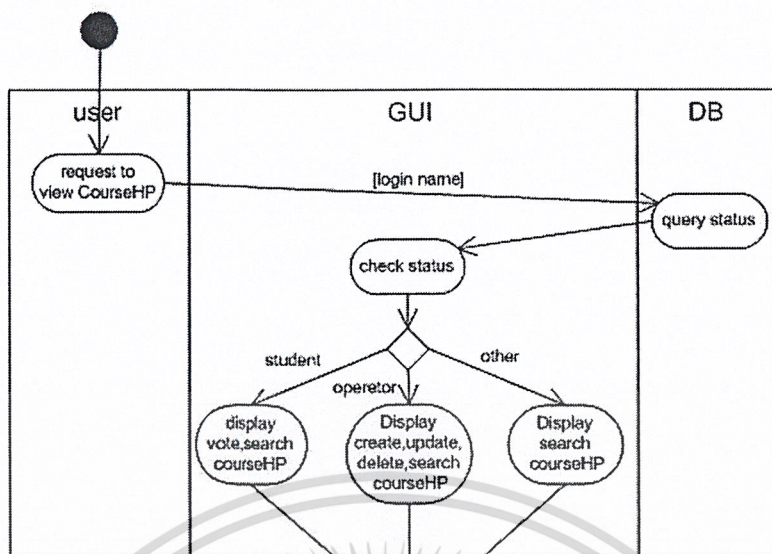 user
GUI
DB
request to
view CourseHP
[login name]
query status
check status
student
operator
other
display
vote,search
courseHP
Display
create,update,
delete,search
courseHP
Display
search
courseHP